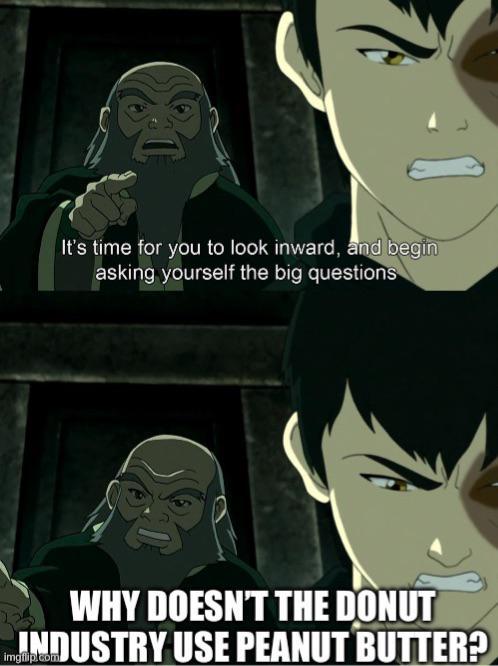 It's time for you to look inward, and begin
asking yourself the big questions
WHY DOESN'T THE DONUT
INDUSTRY USE PEANUT BUTTER?
imgflip.com